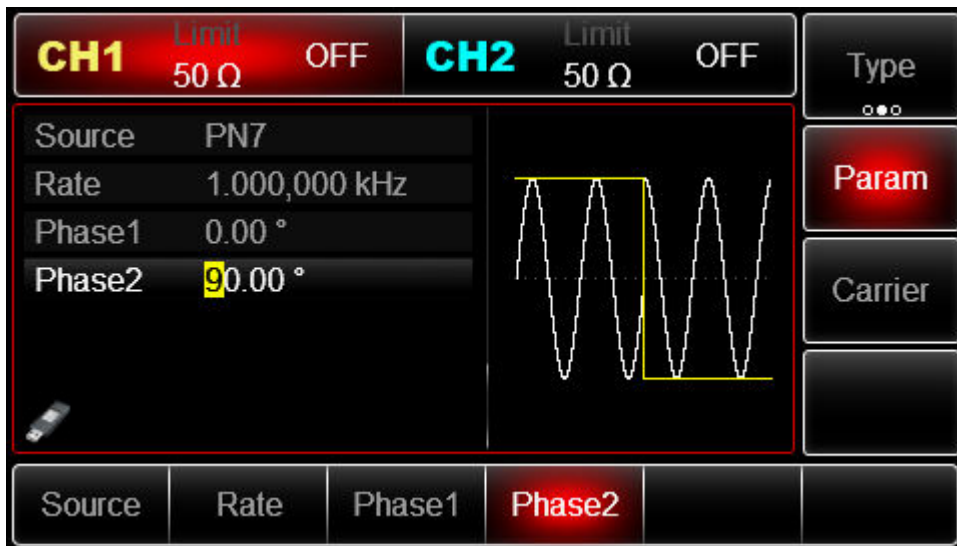 CH1 Limit 50 Ω OFF CH2 Limit 50 Ω OFF
Type
Source PN7
Rate 1.000,000 kHz
Phase1 0.00 °
Phase2 90.00 °
Param
Carrier
Source Rate Phase1 Phase2